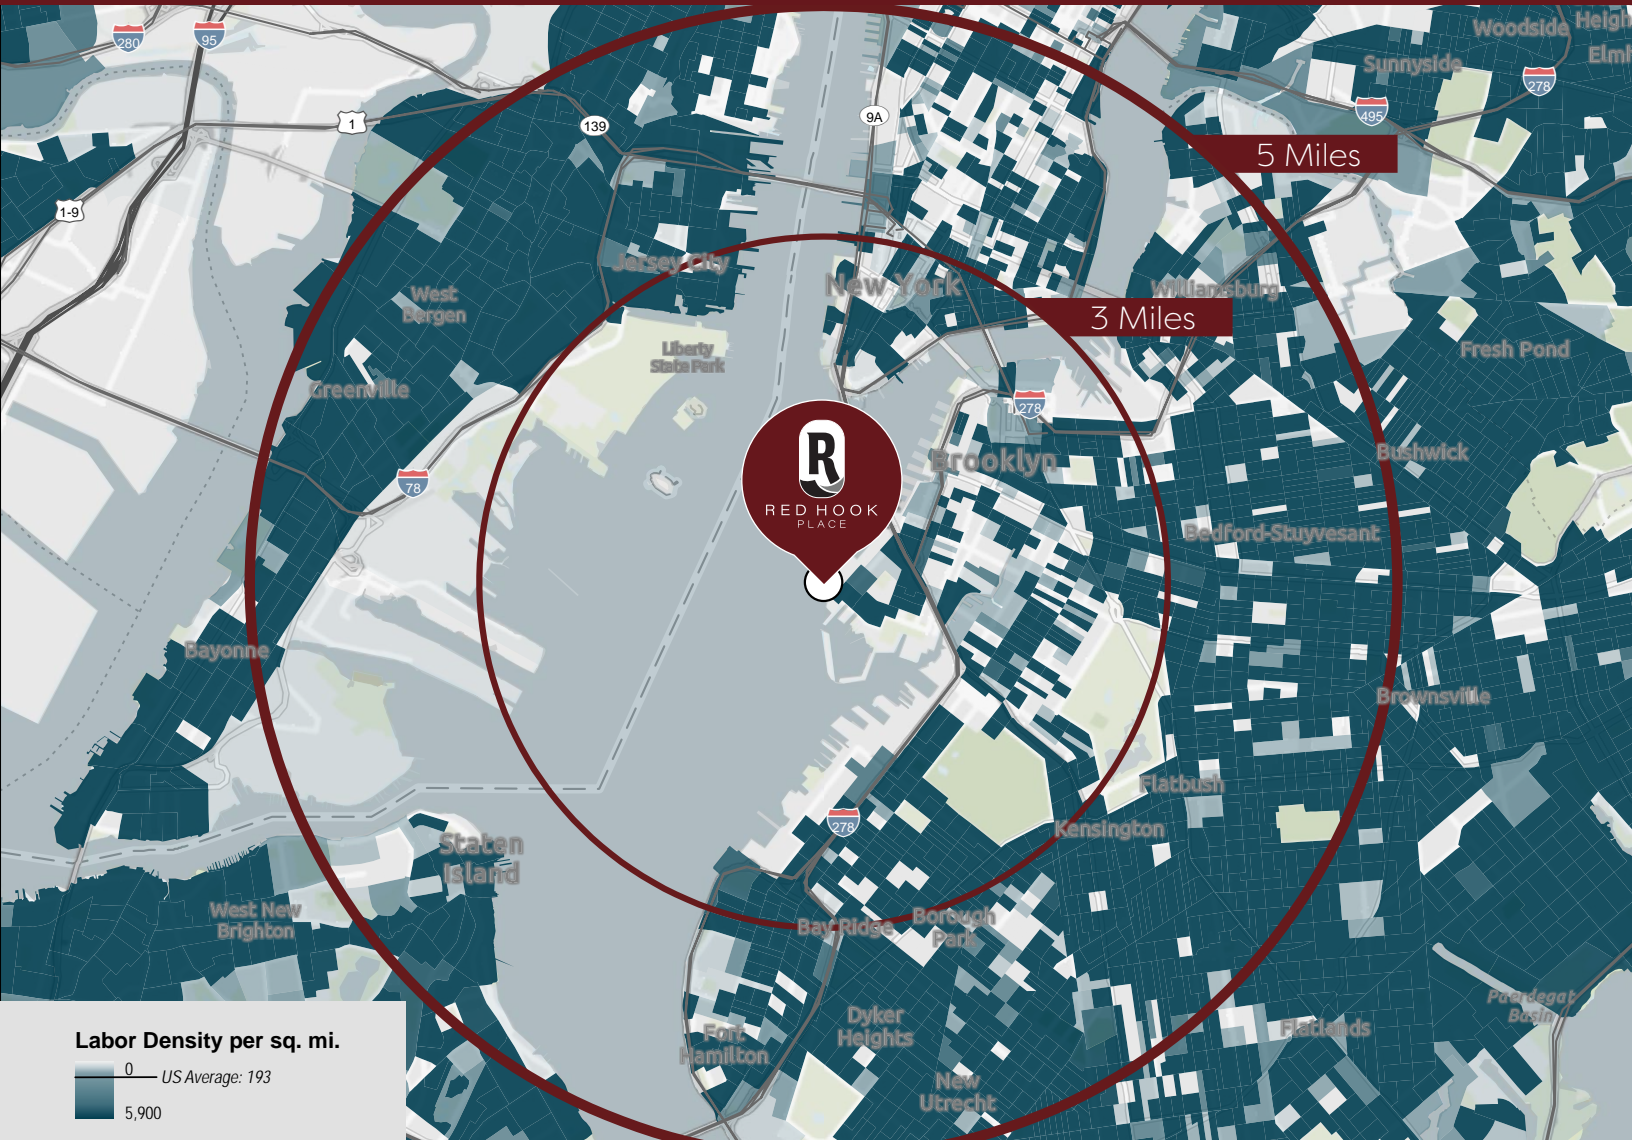 280
95
Woodside
Heigh
Elmh
Sunnyside
278
495
9A
1
139
5 Miles
1-9
Jersey City
New York
West
Bergen
Williamsburg
3 Miles
Liberty
State Park
Fresh Pond
Greenville
278
R
Brooklyn
Bushwick
78
RED HOOK
PLACE
Bedford-Stuyvesant
Bayonne
Brownsville
Flatbush
278
Kensington
Staten
Island
West New
Brighton
Bay Ridge
Borough
Park
Paerdegat
Basin
Dyker
Heights
Flatlands
Fort
Hamilton
New
Utrecht
Labor Density per sq. mi.
0
US Average: 193
5,900